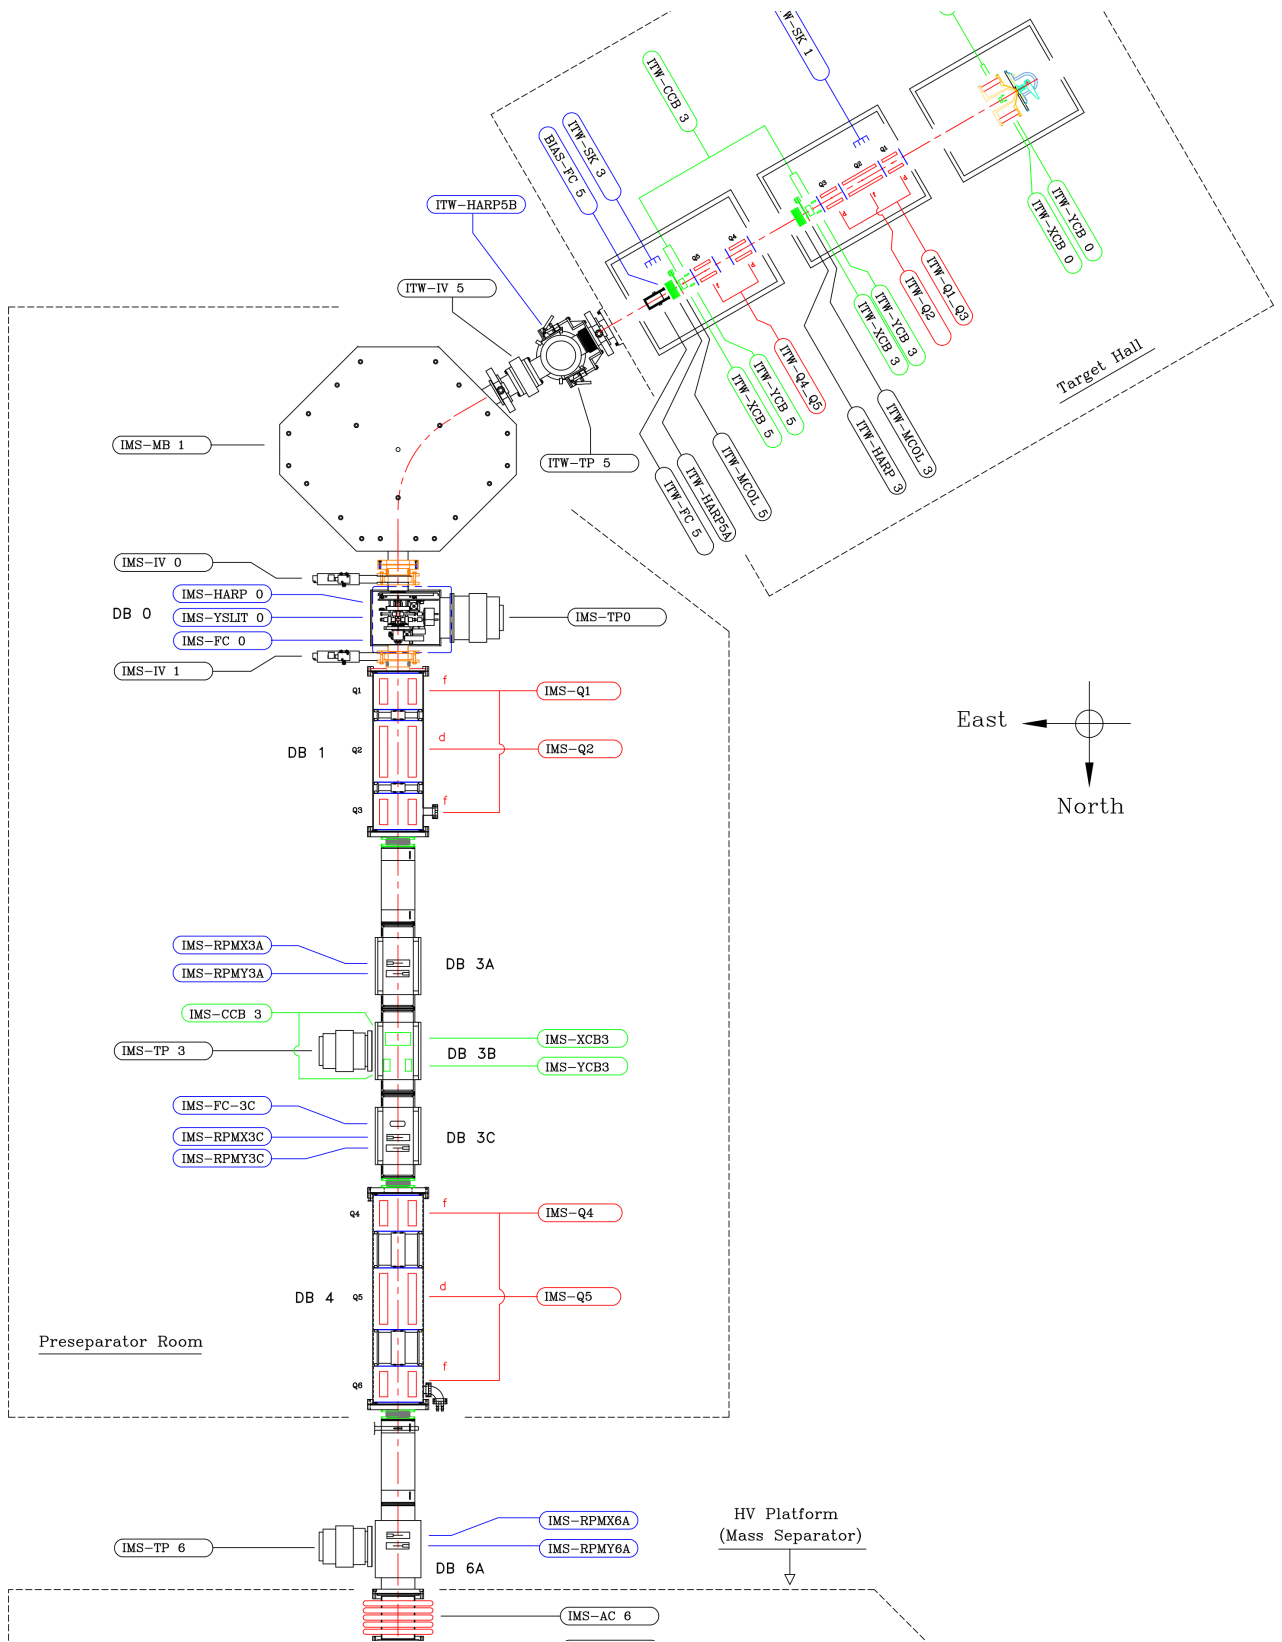 ITW-SK 1
ITW-CCB 3
ITW-SK 3
BIAS-FC 5
ITW-HARP5B
ITW-IV 5
Q1
Q2
Q3
Q4
Q5
f
d
f
d
f
ITW-YCB 0
ITW-XCB 0
ITW-Q1_Q3
ITW-Q2
ITW-YCB 3
ITW-XCB 3
ITW-Q4_Q5
ITW-YCB 5
ITW-XCB 5
Target Hall
ITW-MCOL 3
ITW-HARP 3
ITW-MCOL 5
ITW-HARP5A
ITW-FC 5
ITW-TP 5
IMS-MB 1
IMS-IV 0
IMS-HARP 0
DB 0
IMS-YSLIT 0
IMS-TP0
IMS-FC 0
IMS-IV 1
Q1
f
IMS-Q1
DB 1
Q2
d
IMS-Q2
Q3
f
East
North
IMS-RPMX3A
DB 3A
IMS-RPMY3A
IMS-CCB 3
IMS-XCB3
IMS-TP 3
DB 3B
IMS-YCB3
IMS-FC-3C
IMS-RPMX3C
DB 3C
IMS-RPMY3C
Q4
f
IMS-Q4
DB 4
Q5
d
IMS-Q5
Preseparator Room
Q6
f
HV Platform
(Mass Separator)
IMS-RPMX6A
IMS-TP 6
IMS-RPMY6A
DB 6A
IMS-AC 6